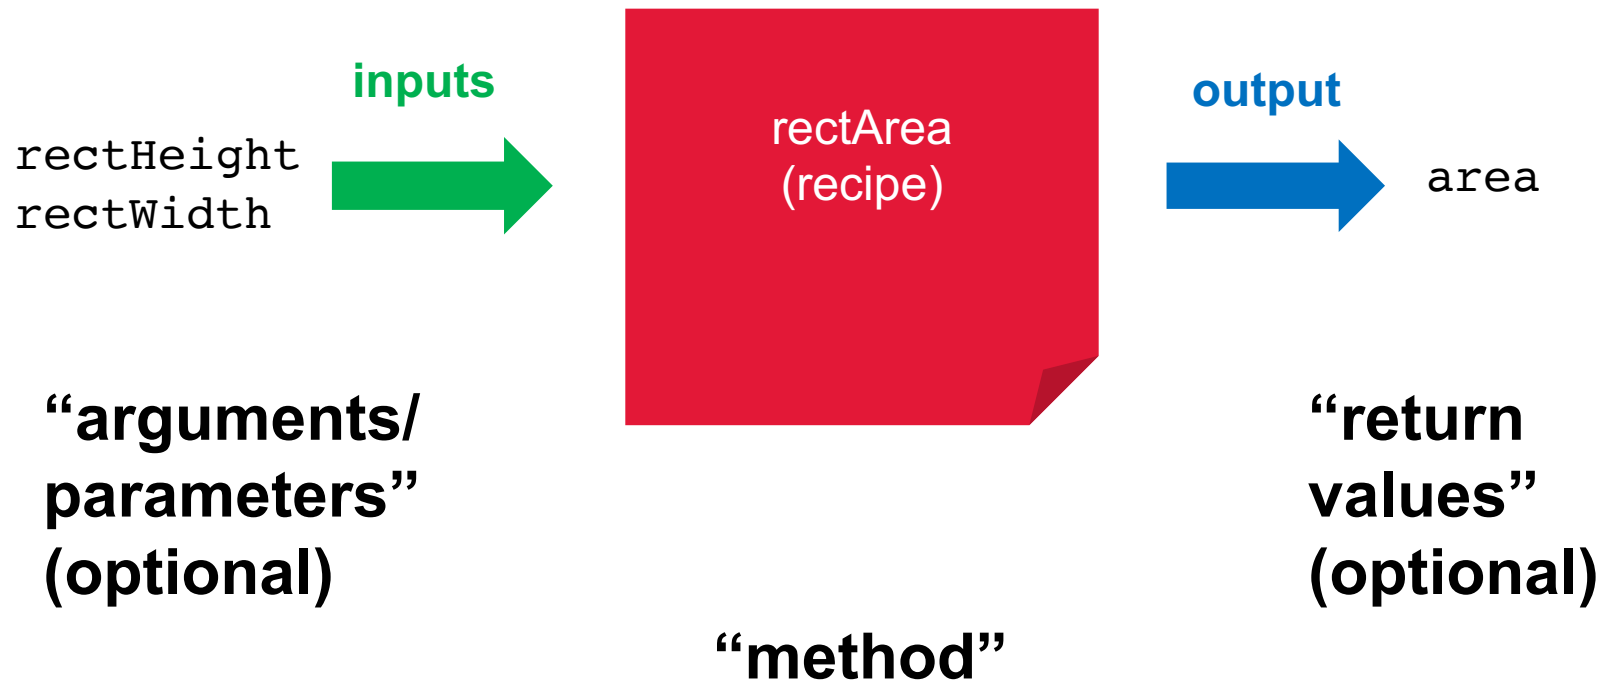 inputs
rectHeight
rectWidth
rectArea
(recipe)
output
area
“arguments/
parameters”
(optional)
“method”
“return
values”
(optional)